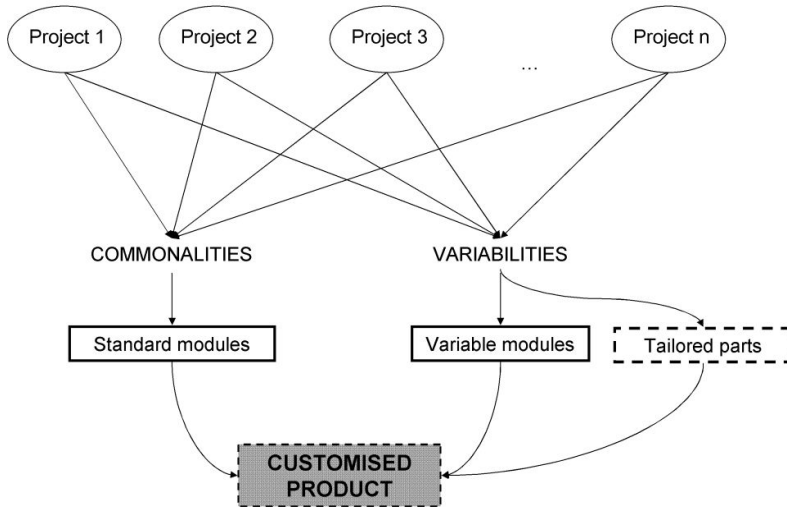 Project 1
Project 2
Project 3
...
Project n
COMMONALITIES
VARIABILITIES
Standard modules
Variable modules
Tailored parts
CUSTOMISED
PRODUCT